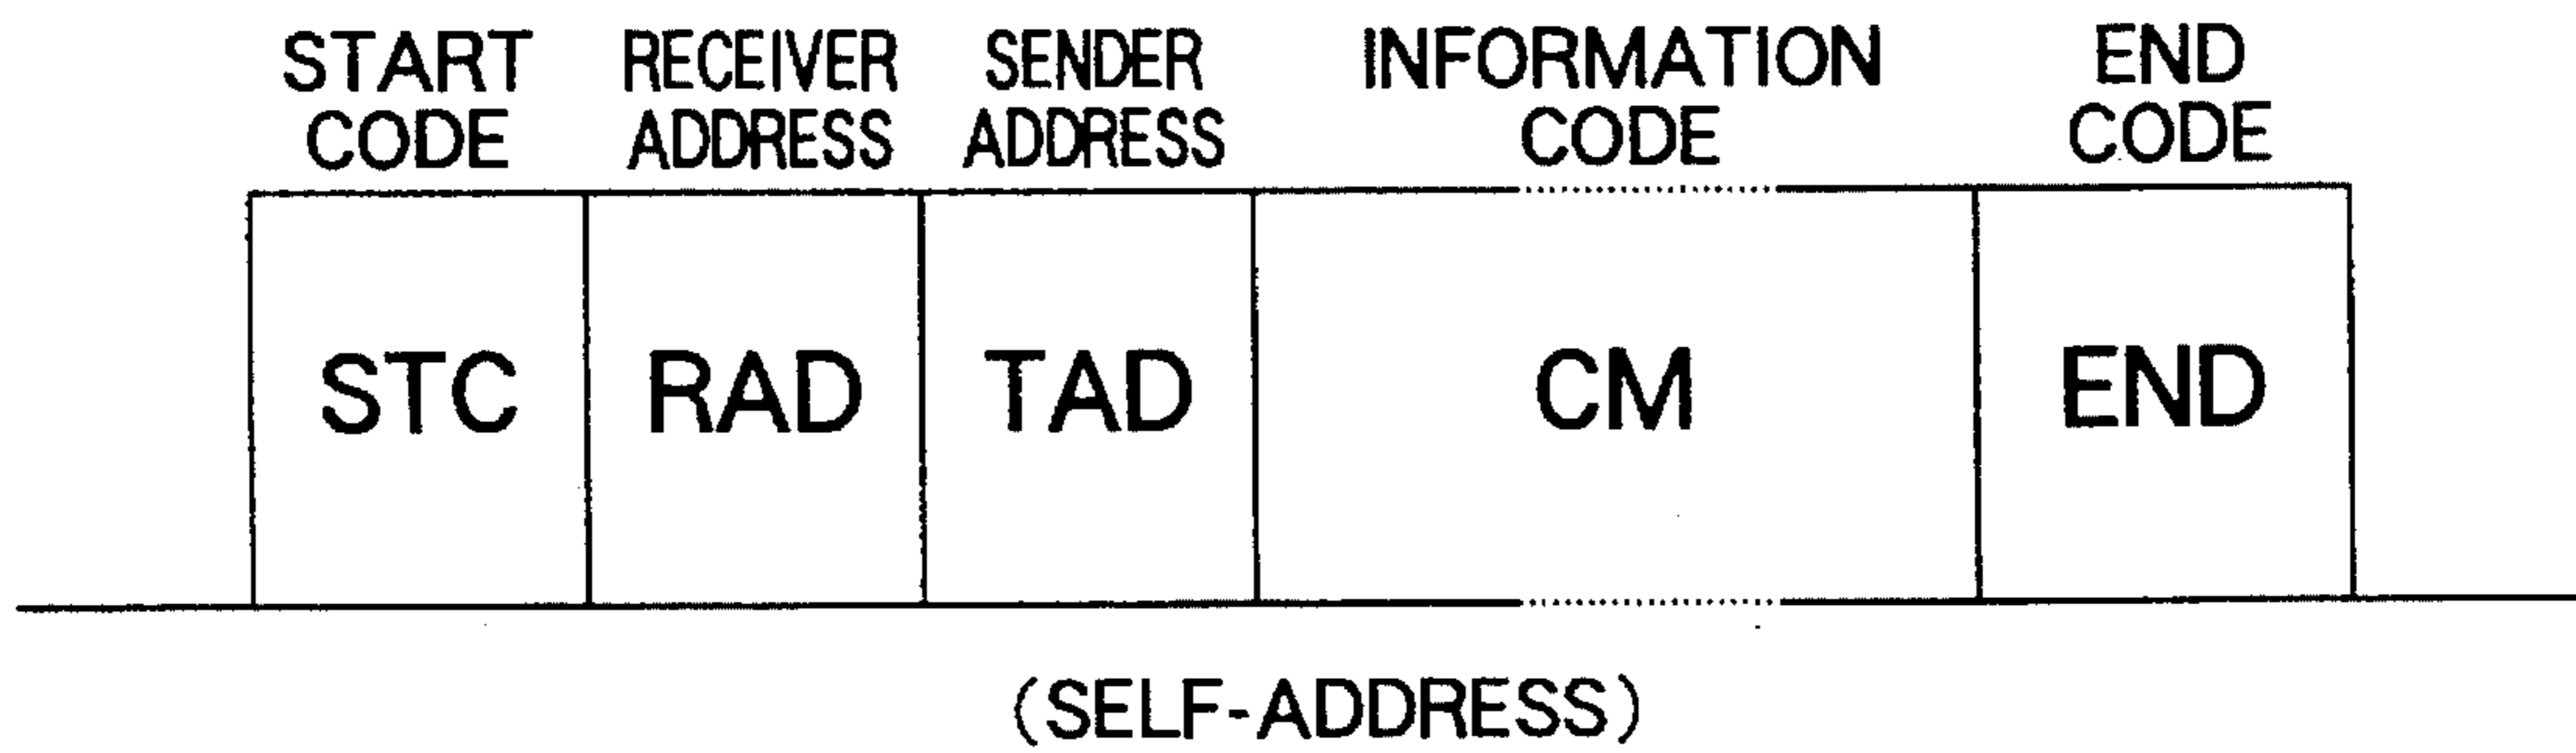 START CODE
RECEIVER ADDRESS
SENDER ADDRESS
INFORMATION CODE
END CODE
STC
RAD
TAD
CM
END
(SELF-ADDRESS)